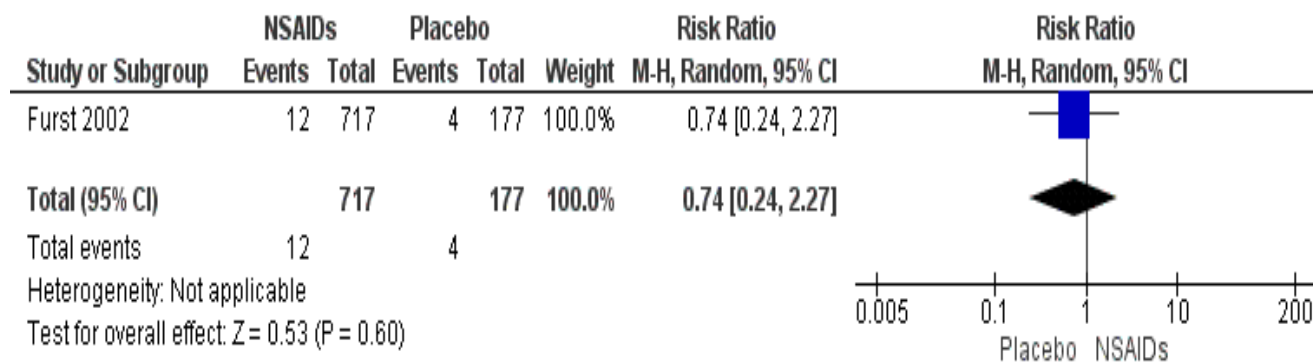 NSAIDs Placebo Risk Ratio Risk Ratio
Study or Subgroup Events Total Events Total Weight M-H, Random, 95% CI M-H, Random, 95% CI
Furst 2002 12 717 4 177 100.0% 0.74 [0.24, 2.27]
Total (95% CI) 717 177 100.0% 0.74 [0.24, 2.27]
Total events 12 4
Heterogeneity: Not applicable
Test for overall effect: Z = 0.53 (P = 0.60)
0.005 0.1 1 10 200
Placebo NSAIDs